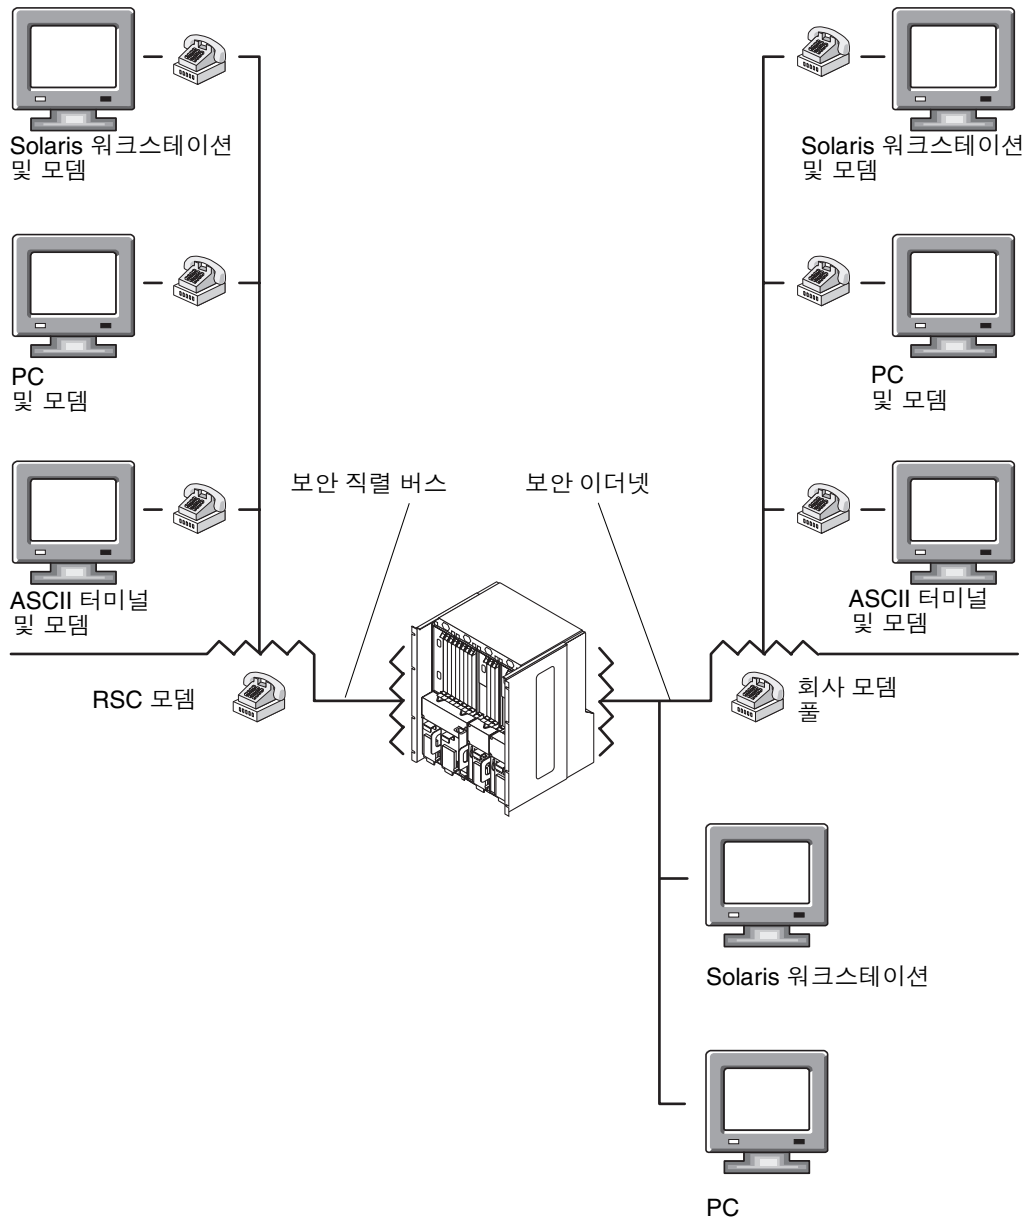 Solaris 워크스테이션
및 모뎀
Solaris 워크스테이션
및 모뎀
PC
및 모뎀
PC
및 모뎀
보안 직렬 버스
보안 이더넷
ASCII 터미널
및 모뎀
ASCII 터미널
및 모뎀
RSC 모뎀
회사 모뎀
풀
Solaris 워크스테이션
PC